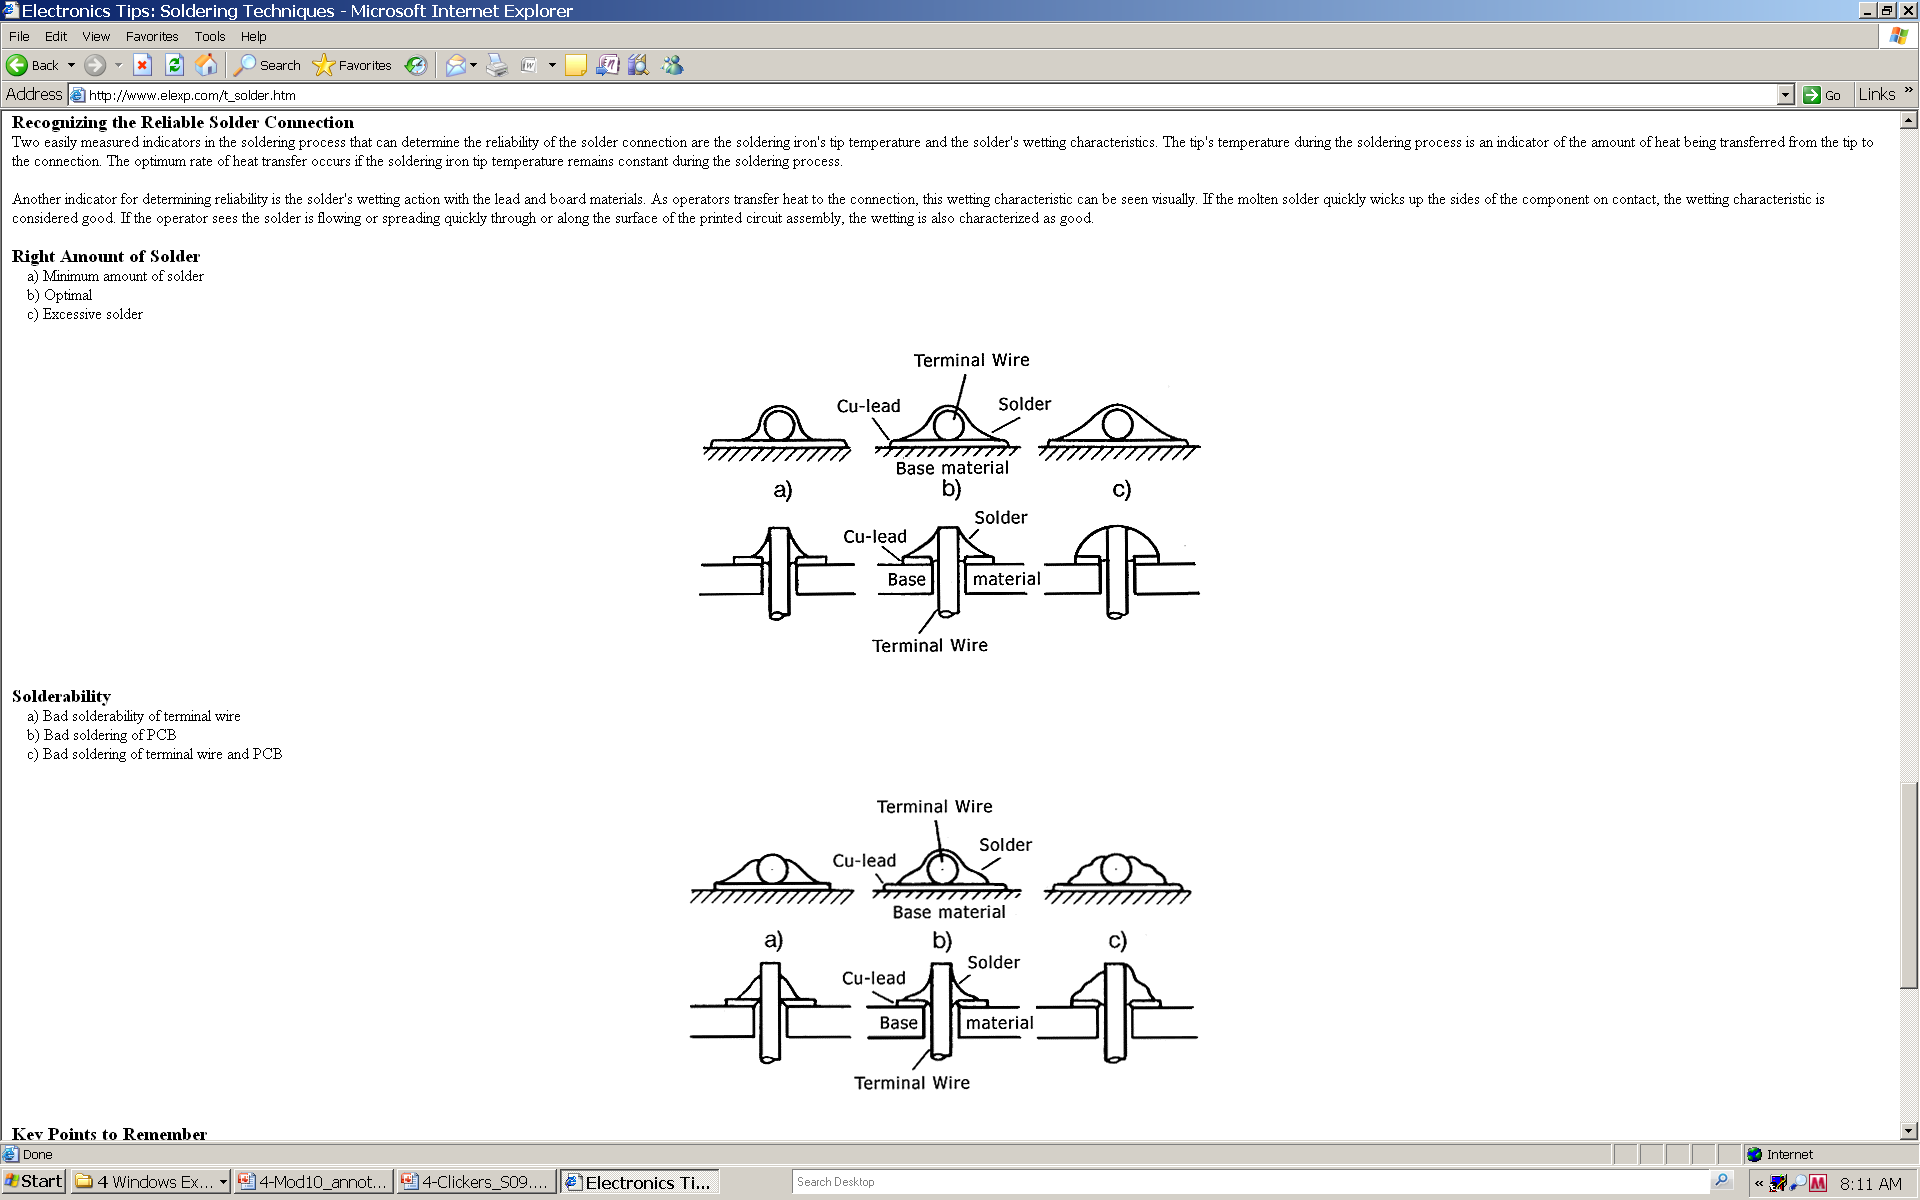 Electronics Tips: Soldering Techniques - Microsoft Internet Explorer
File Edit View Favorites Tools Help
Back Search Favorites
Address http://www.elexp.com/t_solder.htm Go Links »
Recognizing the Reliable Solder Connection
Two easily measured indicators in the soldering process that can determine the reliability of the solder connection are the soldering iron's tip temperature and the solder's wetting characteristics. The tip's temperature during the soldering process is an indicator of the amount of heat being transferred from the tip to
the connection. The optimum rate of heat transfer occurs if the soldering iron tip temperature remains constant during the soldering process.
Another indicator for determining reliability is the solder's wetting action with the lead and board materials. As operators transfer heat to the connection, this wetting characteristic can be seen visually. If the molten solder quickly wicks up the sides of the component on contact, the wetting characteristic is
considered good. If the operator sees the solder is flowing or spreading quickly through or along the surface of the printed circuit assembly, the wetting is also characterized as good.
Right Amount of Solder
a) Minimum amount of solder
b) Optimal
c) Excessive solder
Terminal Wire
Cu-lead Solder
Base material
a) b) c)
Solder
Cu-lead
Base material
Terminal Wire
Solderability
a) Bad solderability of terminal wire
b) Bad soldering of PCB
c) Bad soldering of terminal wire and PCB
Terminal Wire
Solder
Cu-lead
Base material
a) b) c)
Solder
Cu-lead
Base material
Terminal Wire
Key Points to Remember
Done Internet
Start 4 Windows Ex... 4-Mod10_annot... 4-Clickers_S09.... Electronics Ti... Search Desktop « 8:11 AM